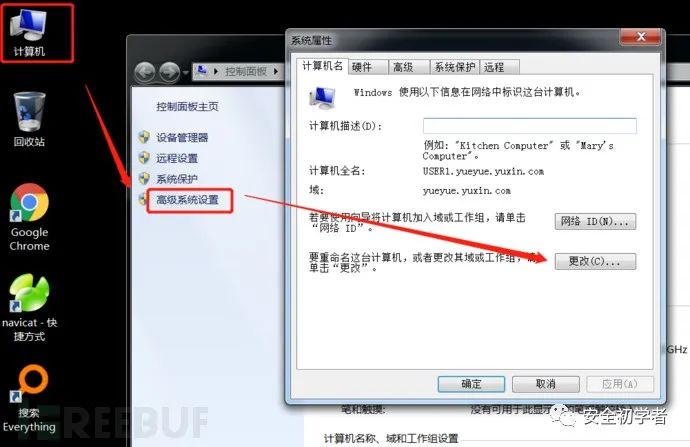 计算机
回收站
Google
Chrome
navicat - 快
捷方式
搜索
Everything
控制面板
控制面板主页
设备管理器
远程设置
系统保护
高级系统设置
系统属性
计算机名
硬件
高级
系统保护
远程
Windows 使用以下信息在网络中标识这台计算机。
计算机描述(D):
例如: "Kitchen Computer" 或 "Mary's
Computer"。
计算机全名:
USER1.yueyue.yuxin.com
域:
yueyue.yuxin.com
若要使用向导将计算机加入域或工作组，请单击
“网络 ID”。
网络 ID(N)...
要重命名这台计算机，或者更改其域或工作组，请
单击“更改”。
更改(C)...
GHz
确定
取消
应用(A)
笔和触摸:
没有可用于此显示
计算机名称、域和工作组设置
安全初学者
REEBUF